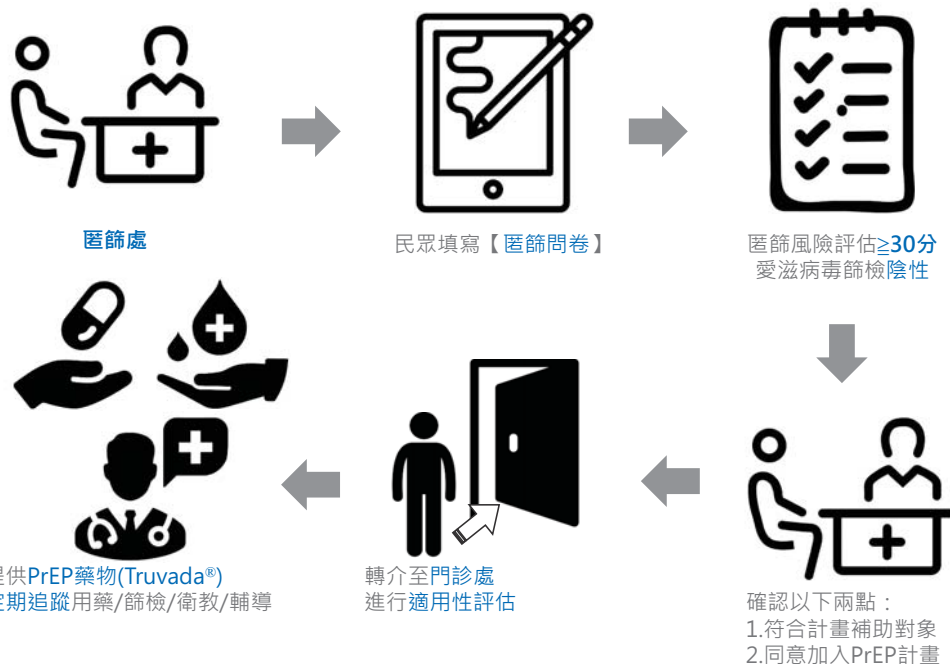 匿篩處
民眾填寫【匿篩問卷】
匿篩風險評估≧30分
愛滋病毒篩檢陰性
確認以下兩點：
1.符合計畫補助對象
2.同意加入PrEP計畫
轉介至門診處
進行適用性評估
提供PrEP藥物(Truvada®)
定期追蹤用藥/篩檢/衛教/輔導